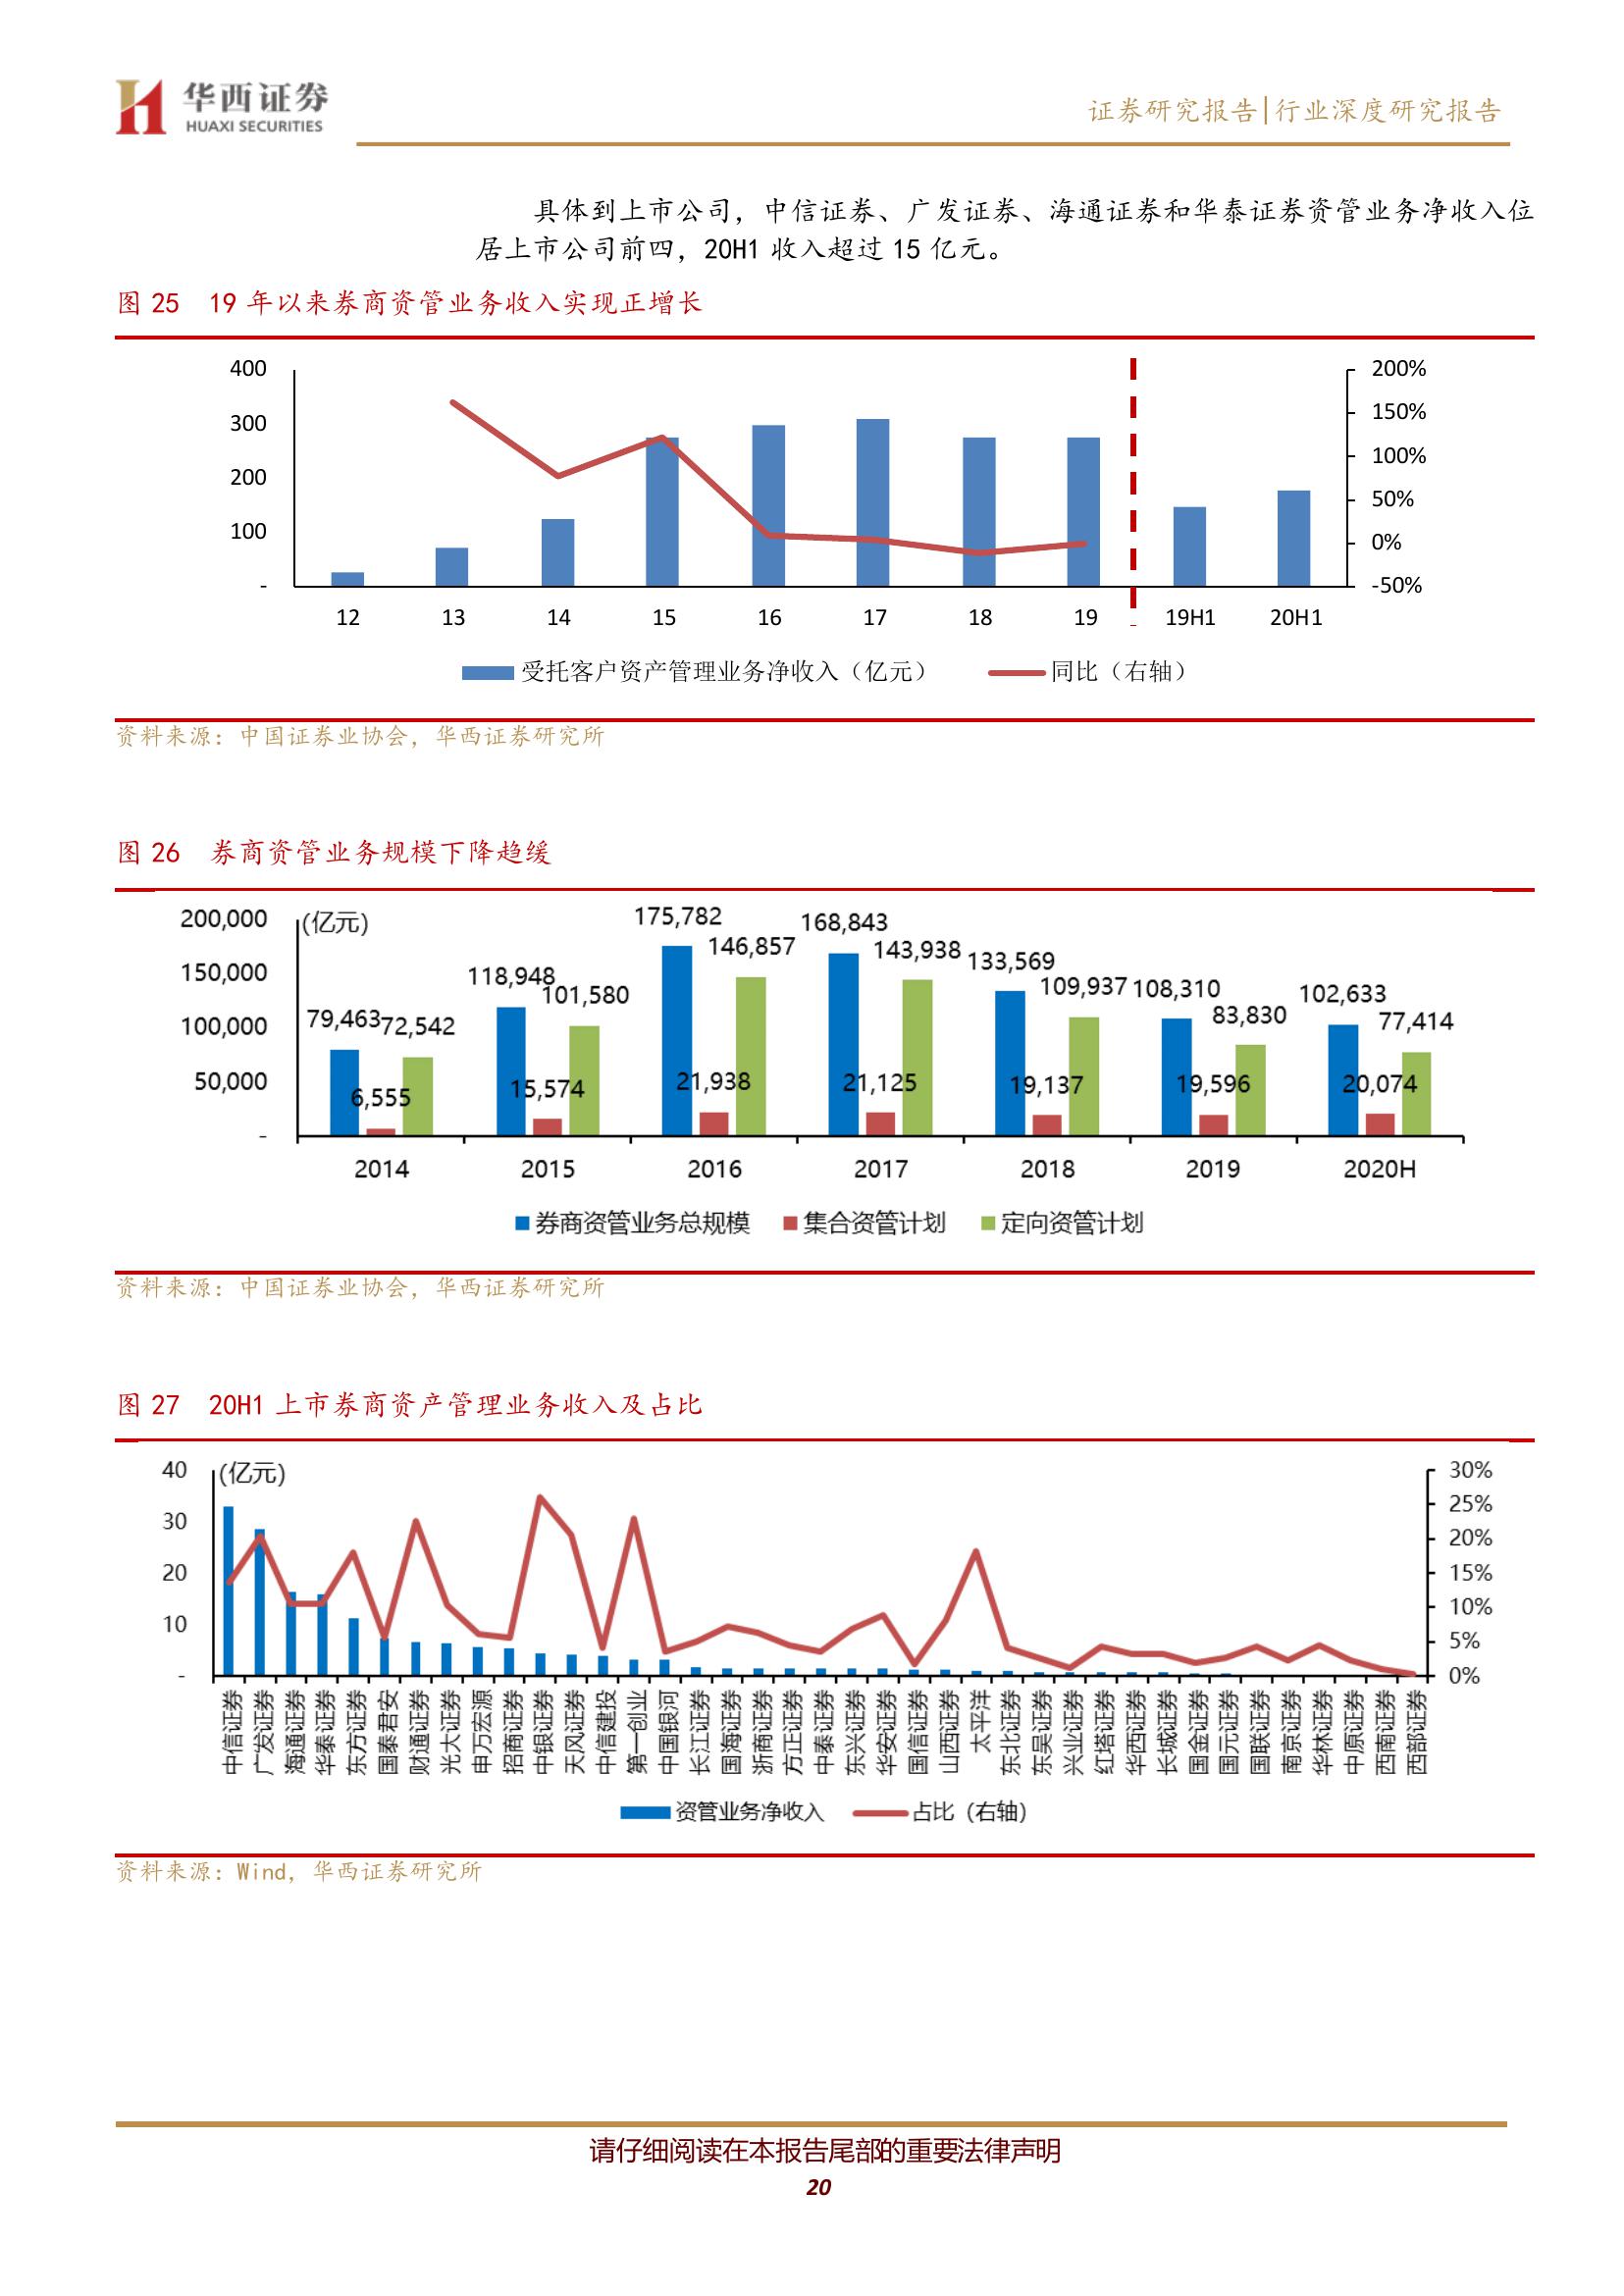 华西证券
HUAXI SECURITIES
证券研究报告|行业深度研究报告
具体到上市公司，中信证券、广发证券、海通证券和华泰证券资管业务净收入位
居上市公司前四，20H1 收入超过 15 亿元。
图 25 19 年以来券商资管业务收入实现正增长
400
300
200
100
-
200%
150%
100%
50%
0%
-50%
12 13 14 15 16 17 18 19 19H1 20H1
受托客户资产管理业务净收入（亿元） 同比（右轴）
资料来源：中国证券业协会，华西证券研究所
图 26 券商资管业务规模下降趋缓
(亿元)
200,000
150,000
100,000
50,000
-
79,463 72,542 6,555
118,948 101,580 15,574
175,782 146,857 21,938
168,843 143,938 21,125
133,569 109,937 19,137
108,310 83,830 19,596
102,633 77,414 20,074
2014 2015 2016 2017 2018 2019 2020H
券商资管业务总规模 集合资管计划 定向资管计划
资料来源：中国证券业协会，华西证券研究所
图 27 20H1 上市券商资产管理业务收入及占比
(亿元)
40
30
20
10
-
30%
25%
20%
15%
10%
5%
0%
中信证券
广发证券
海通证券
华泰证券
东方证券
国泰君安
财通证券
光大证券
申万宏源
招商证券
中银证券
天风证券
中信建投
第一创业
中国银河
长江证券
国海证券
浙商证券
方正证券
中泰证券
东兴证券
华安证券
国信证券
山西证券
太平洋
东北证券
东吴证券
兴业证券
红塔证券
华西证券
长城证券
国金证券
国元证券
国联证券
南京证券
华林证券
中原证券
西南证券
西部证券
资管业务净收入 占比（右轴）
资料来源：Wind，华西证券研究所
请仔细阅读在本报告尾部的重要法律声明
20